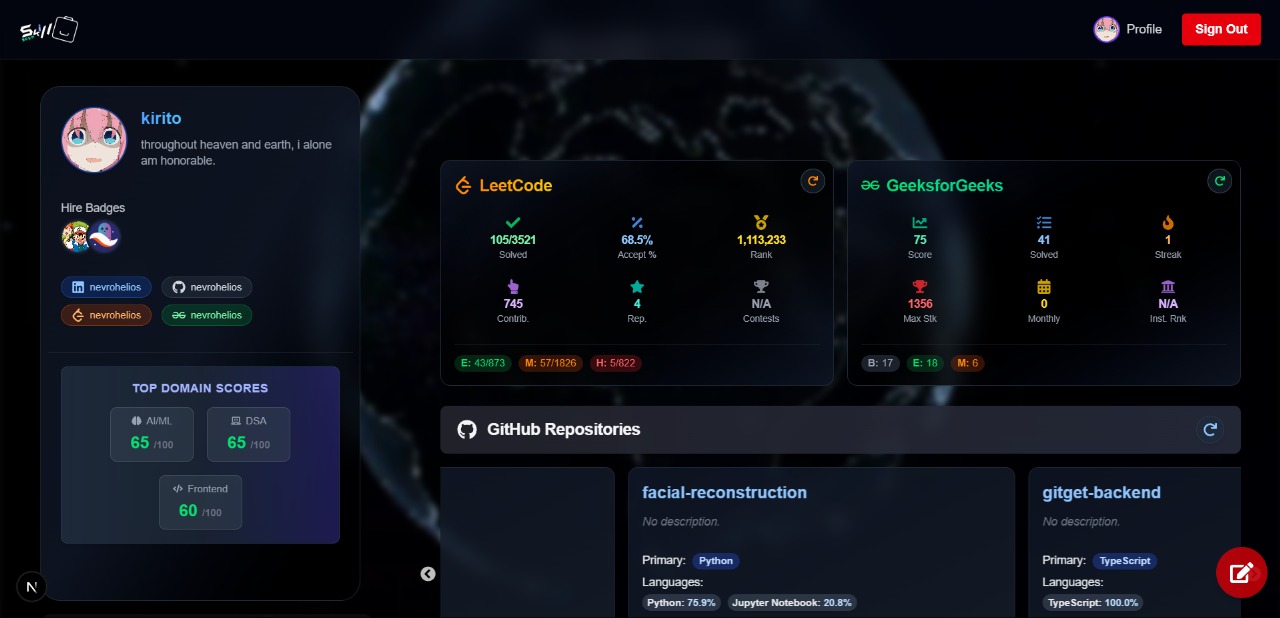 Skill
Profile
Sign Out
kirito
throughout heaven and earth, i alone
am honorable.
Hire Badges
nevrohelios
nevrohelios
nevrohelios
nevrohelios
TOP DOMAIN SCORES
AI/ML
65 /100
DSA
65 /100
Frontend
60 /100
N
LeetCode
105/3521
Solved
68.5%
Accept %
1,113,233
Rank
745
Contrib.
4
Rep.
N/A
Contests
E: 43/873
M: 57/1826
H: 5/822
GeeksforGeeks
75
Score
41
Solved
1
Streak
1356
Max Stk
0
Monthly
N/A
Inst. Rnk
B: 17
E: 18
M: 6
GitHub Repositories
facial-reconstruction
No description.
Primary: Python
Languages:
Python: 75.9% Jupyter Notebook: 20.8%
gitget-backend
No description.
Primary: TypeScript
Languages:
TypeScript: 100.0%